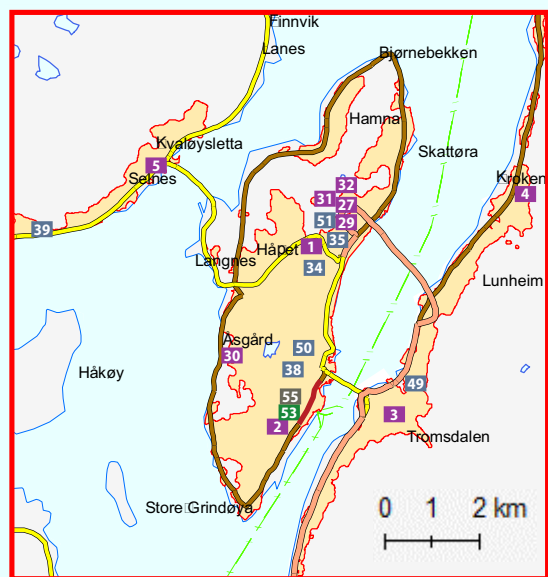 Finnvik
Lanes
Bjørnebekken
Hamna
Kvaløysletta
Skattøra
5
Selnes
32
Kroken
4
31
27
51
29
39
35
1
Håpet
Langnes
34
Lunheim
Åsgård
50
30
38
Håkøy
49
55
53
3
2
Tromsdalen
Store Grindøya
0 1 2 km